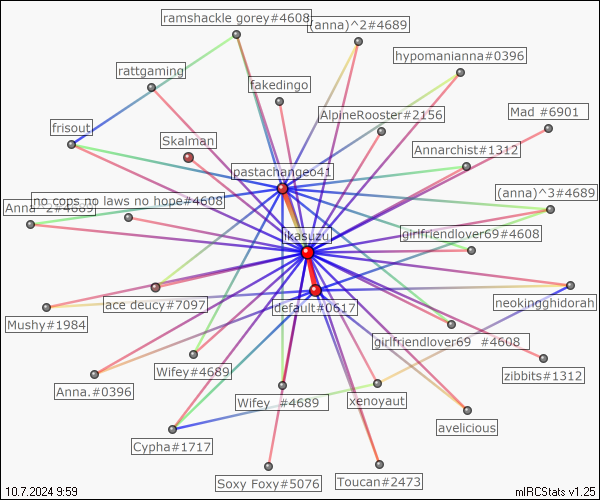 ramshackle gorey#4608
(anna)^2#4689
hypomanianna#0396
rattgaming
fakedingo
AlpineRooster#2156
Mad #6901
frisout
Skalman
Annarchist#1312
pastachangeo41
(anna)^3#4689
no cops no laws no hope#4608
Anna^2#4689
ikasuzu
girlfriendlover69#4608
ace deucy#7097
default#0617
neokingghidorah
Mushy#1984
girlfriendlover69 #4608
Wifey#4689
zibbits#1312
Anna.#0396
Wifey #4689
xenoyaut
avelicious
Cypha#1717
Soxy Foxy#5076
Toucan#2473
10.7.2024 9:59
mIRCStats v1.25